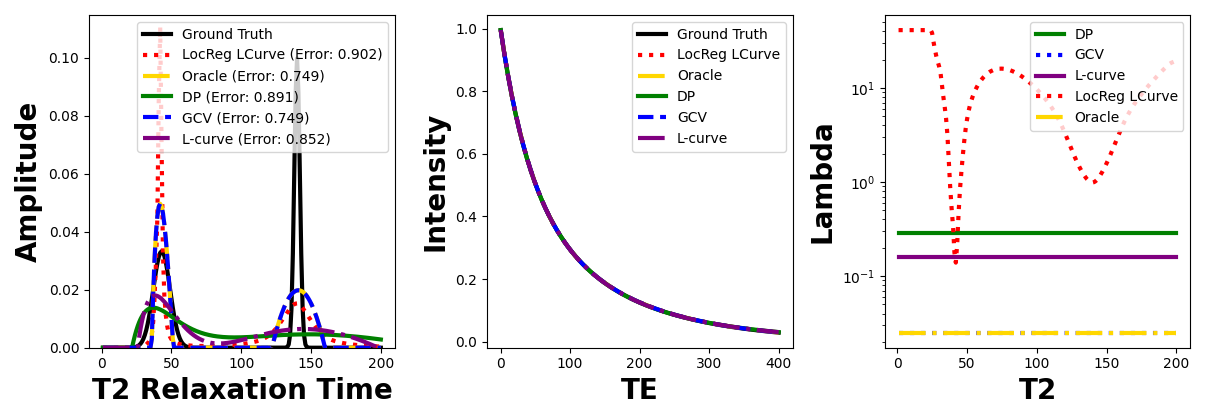 Amplitude
0.10
0.08
0.06
0.04
0.02
0.00
0
50
100
150
200
T2 Relaxation Time
Ground Truth
LocReg LCurve (Error: 0.902)
Oracle (Error: 0.749)
DP (Error: 0.891)
GCV (Error: 0.749)
L-curve (Error: 0.852)
Intensity
1.0
0.8
0.6
0.4
0.2
0.0
0
100
200
300
400
TE
Ground Truth
LocReg LCurve
Oracle
DP
GCV
L-curve
Lambda
10¹
10⁰
10⁻¹
0
50
100
150
200
T2
DP
GCV
L-curve
LocReg LCurve
Oracle